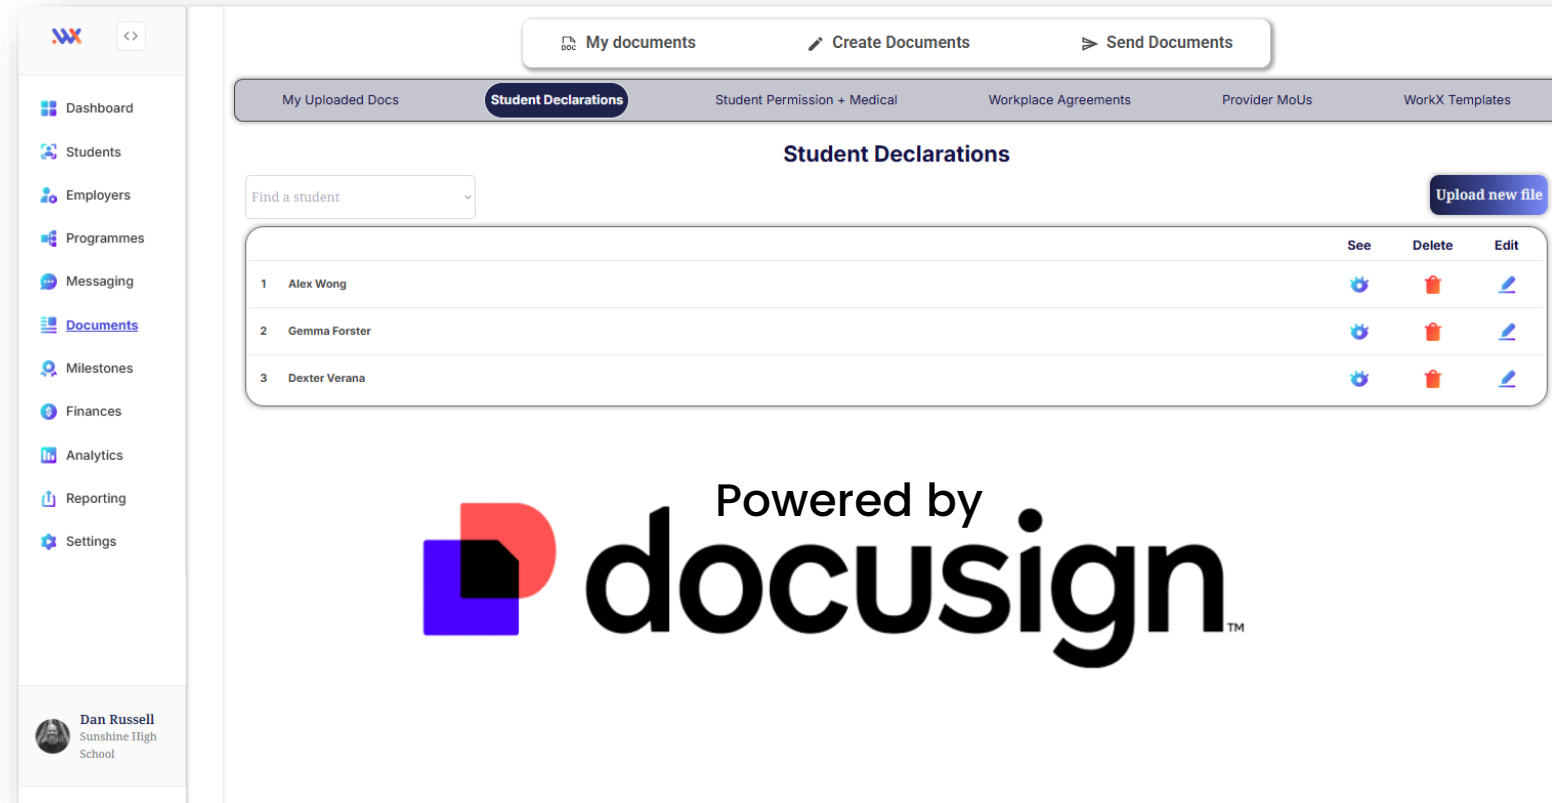 WX
<>
My documents
Create Documents
Send Documents
My Uploaded Docs
Student Declarations
Student Permission + Medical
Workplace Agreements
Provider MoUs
WorkX Templates
Dashboard
Students
Employers
Programmes
Messaging
Documents
Milestones
Finances
Analytics
Reporting
Settings
Dan Russell
Sunshine High
School
Student Declarations
Find a student
Upload new file
See Delete Edit
1 Alex Wong
2 Gemma Forster
3 Dexter Verana
Powered by
docusign™